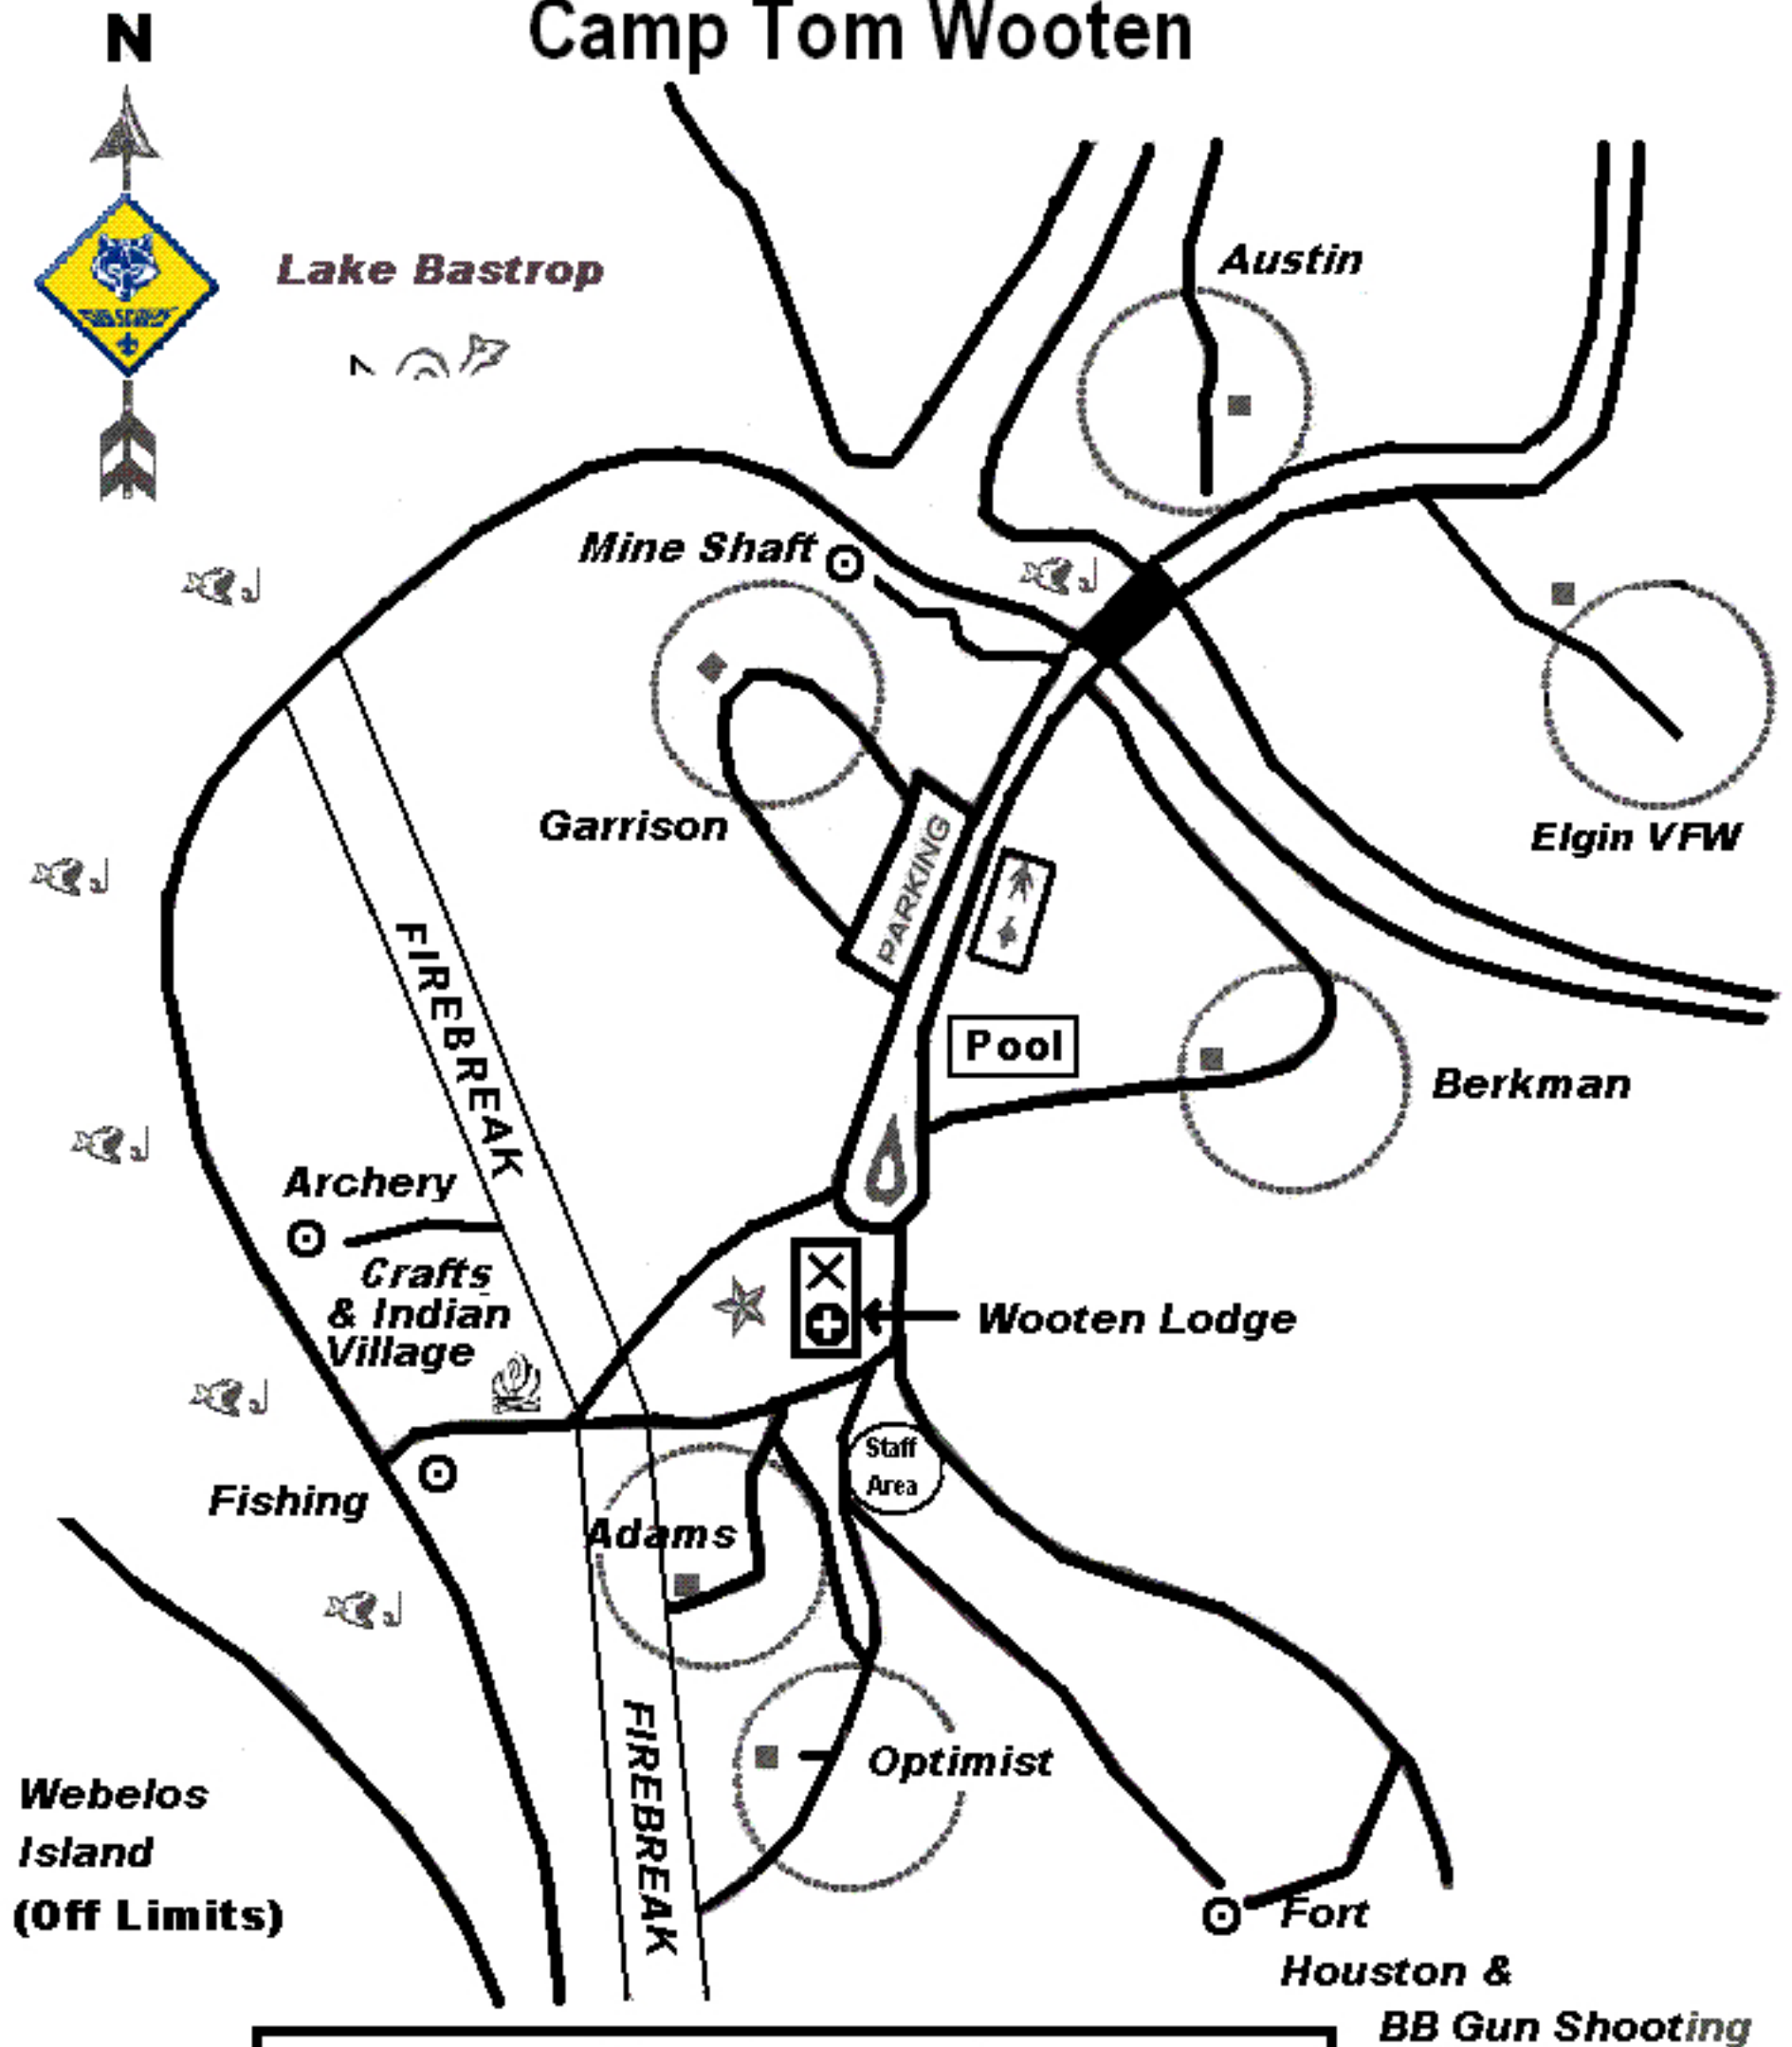 Camp Tom Wooten
N
Lake Bastrop
Austin
Mine Shaft
Garrison
Elgin VFW
PARKING
FIREBREAK
Pool
Berkman
Archery
Crafts
& Indian
Village
Wooten Lodge
Staff
Area
Fishing
Adams
Optimist
FIREBREAK
Webelos
Island
(Off Limits)
Fort
Houston &
BB Gun Shooting